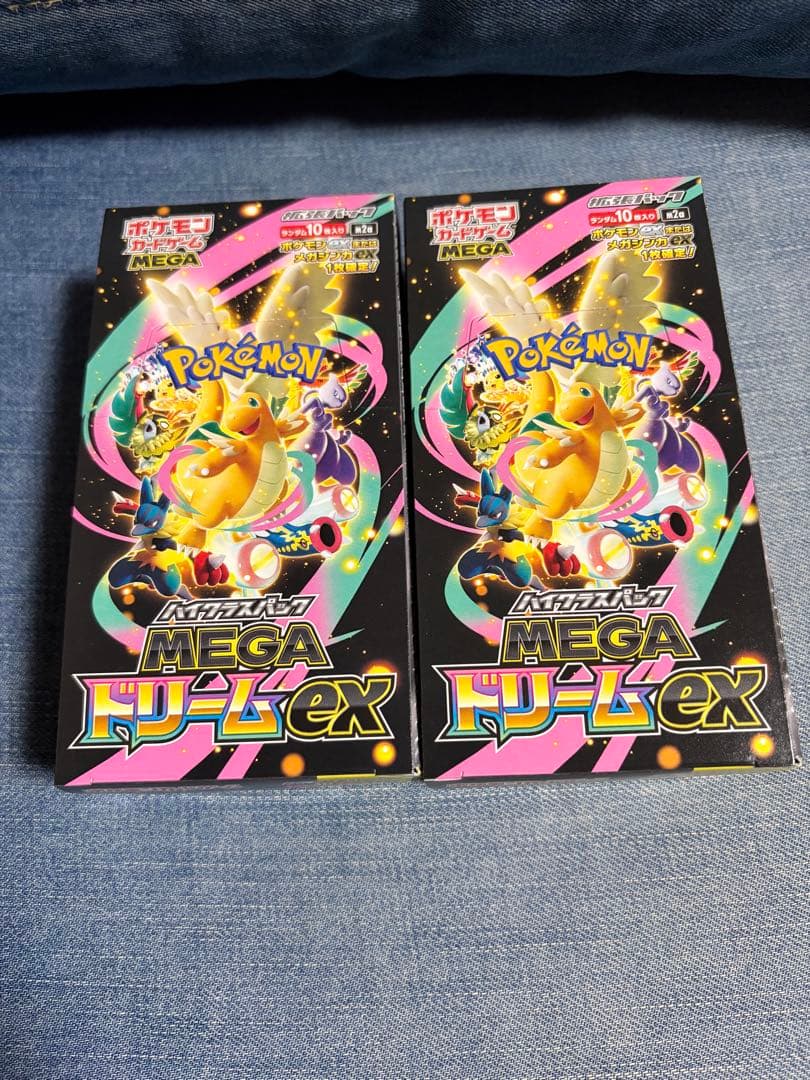 ポケモン
カードゲーム
MEGA
拡張パック
ランダム10枚入り 第2a
ポケモンexまたは
メガシンカex
1枚確定!
POKéMON
ハイクラスパック
MEGA
ドリームex
ポケモン
カードゲーム
MEGA
拡張パック
ランダム10枚入り 第2a
ポケモンexまたは
メガシンカex
1枚確定!
POKéMON
ハイクラスパック
MEGA
ドリームex